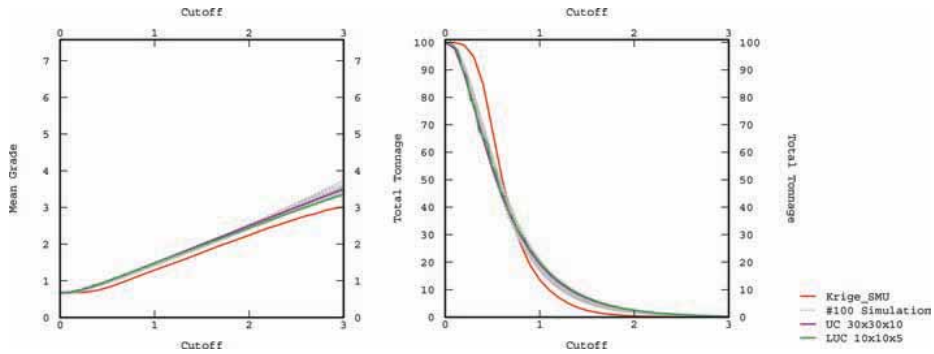 Cutoff
0 1 2 3
7 7
6 6
5 5
4 4
3 3
2 2
1 1
0 0
Mean Grade
0 1 2 3
Cutoff
Cutoff
0 1 2 3
100 100
90 90
80 80
70 70
60 60
50 50
40 40
30 30
20 20
10 10
0 0
Total Tonnage
Total Tonnage
0 1 2 3
Cutoff
Krige_SMU
#100 Simulation
UC 30x30x10
LUC 10x10x5